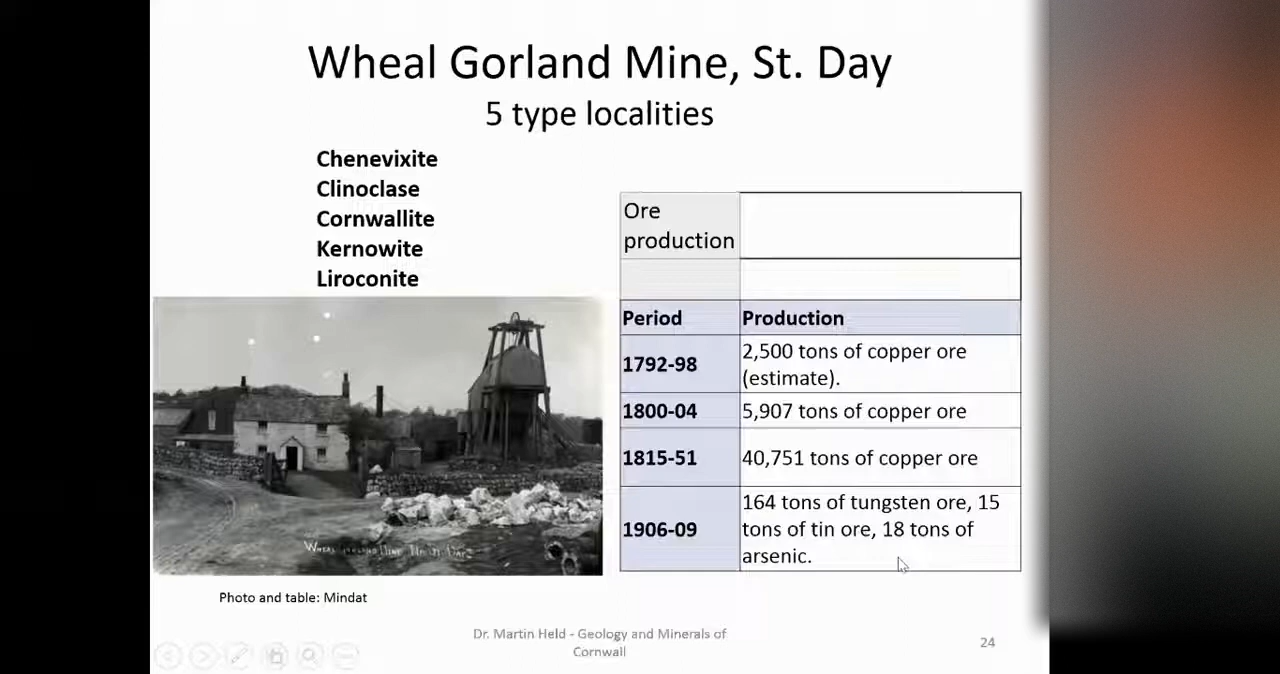 Wheal Gorland Mine, St. Day
5 type localities
Chenevixite
Clinoclase
Cornwallite
Kernowite
Liroconite
Ore
production
Period
Production
1792-98
2,500 tons of copper ore
(estimate).
1800-04
5,907 tons of copper ore
1815-51
40,751 tons of copper ore
1906-09
164 tons of tungsten ore, 15
tons of tin ore, 18 tons of
arsenic.
Wheal Gorland Mine
Photo and table: Mindat
Dr. Martin Held - Geology and Minerals of
Cornwall
24